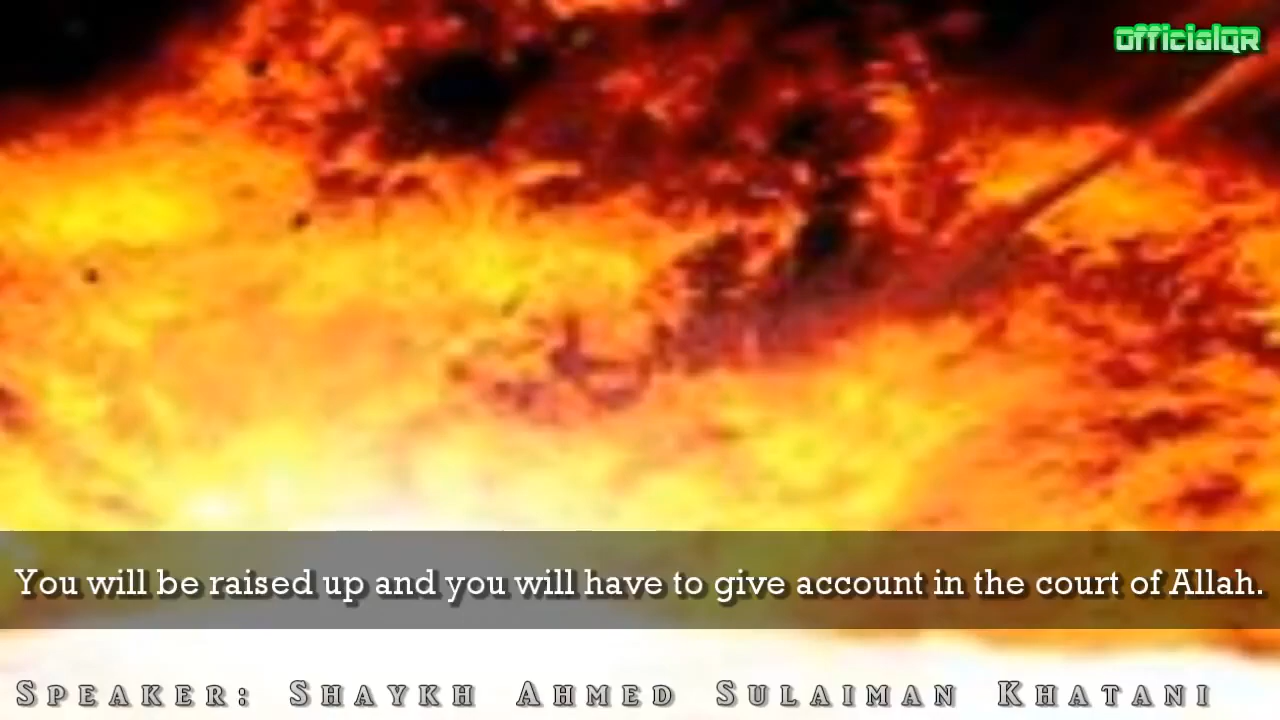 officialQR
You will be raised up and you will have to give account in the court of Allah.
Speaker: Shaykh Ahmed Sulaiman Khatani